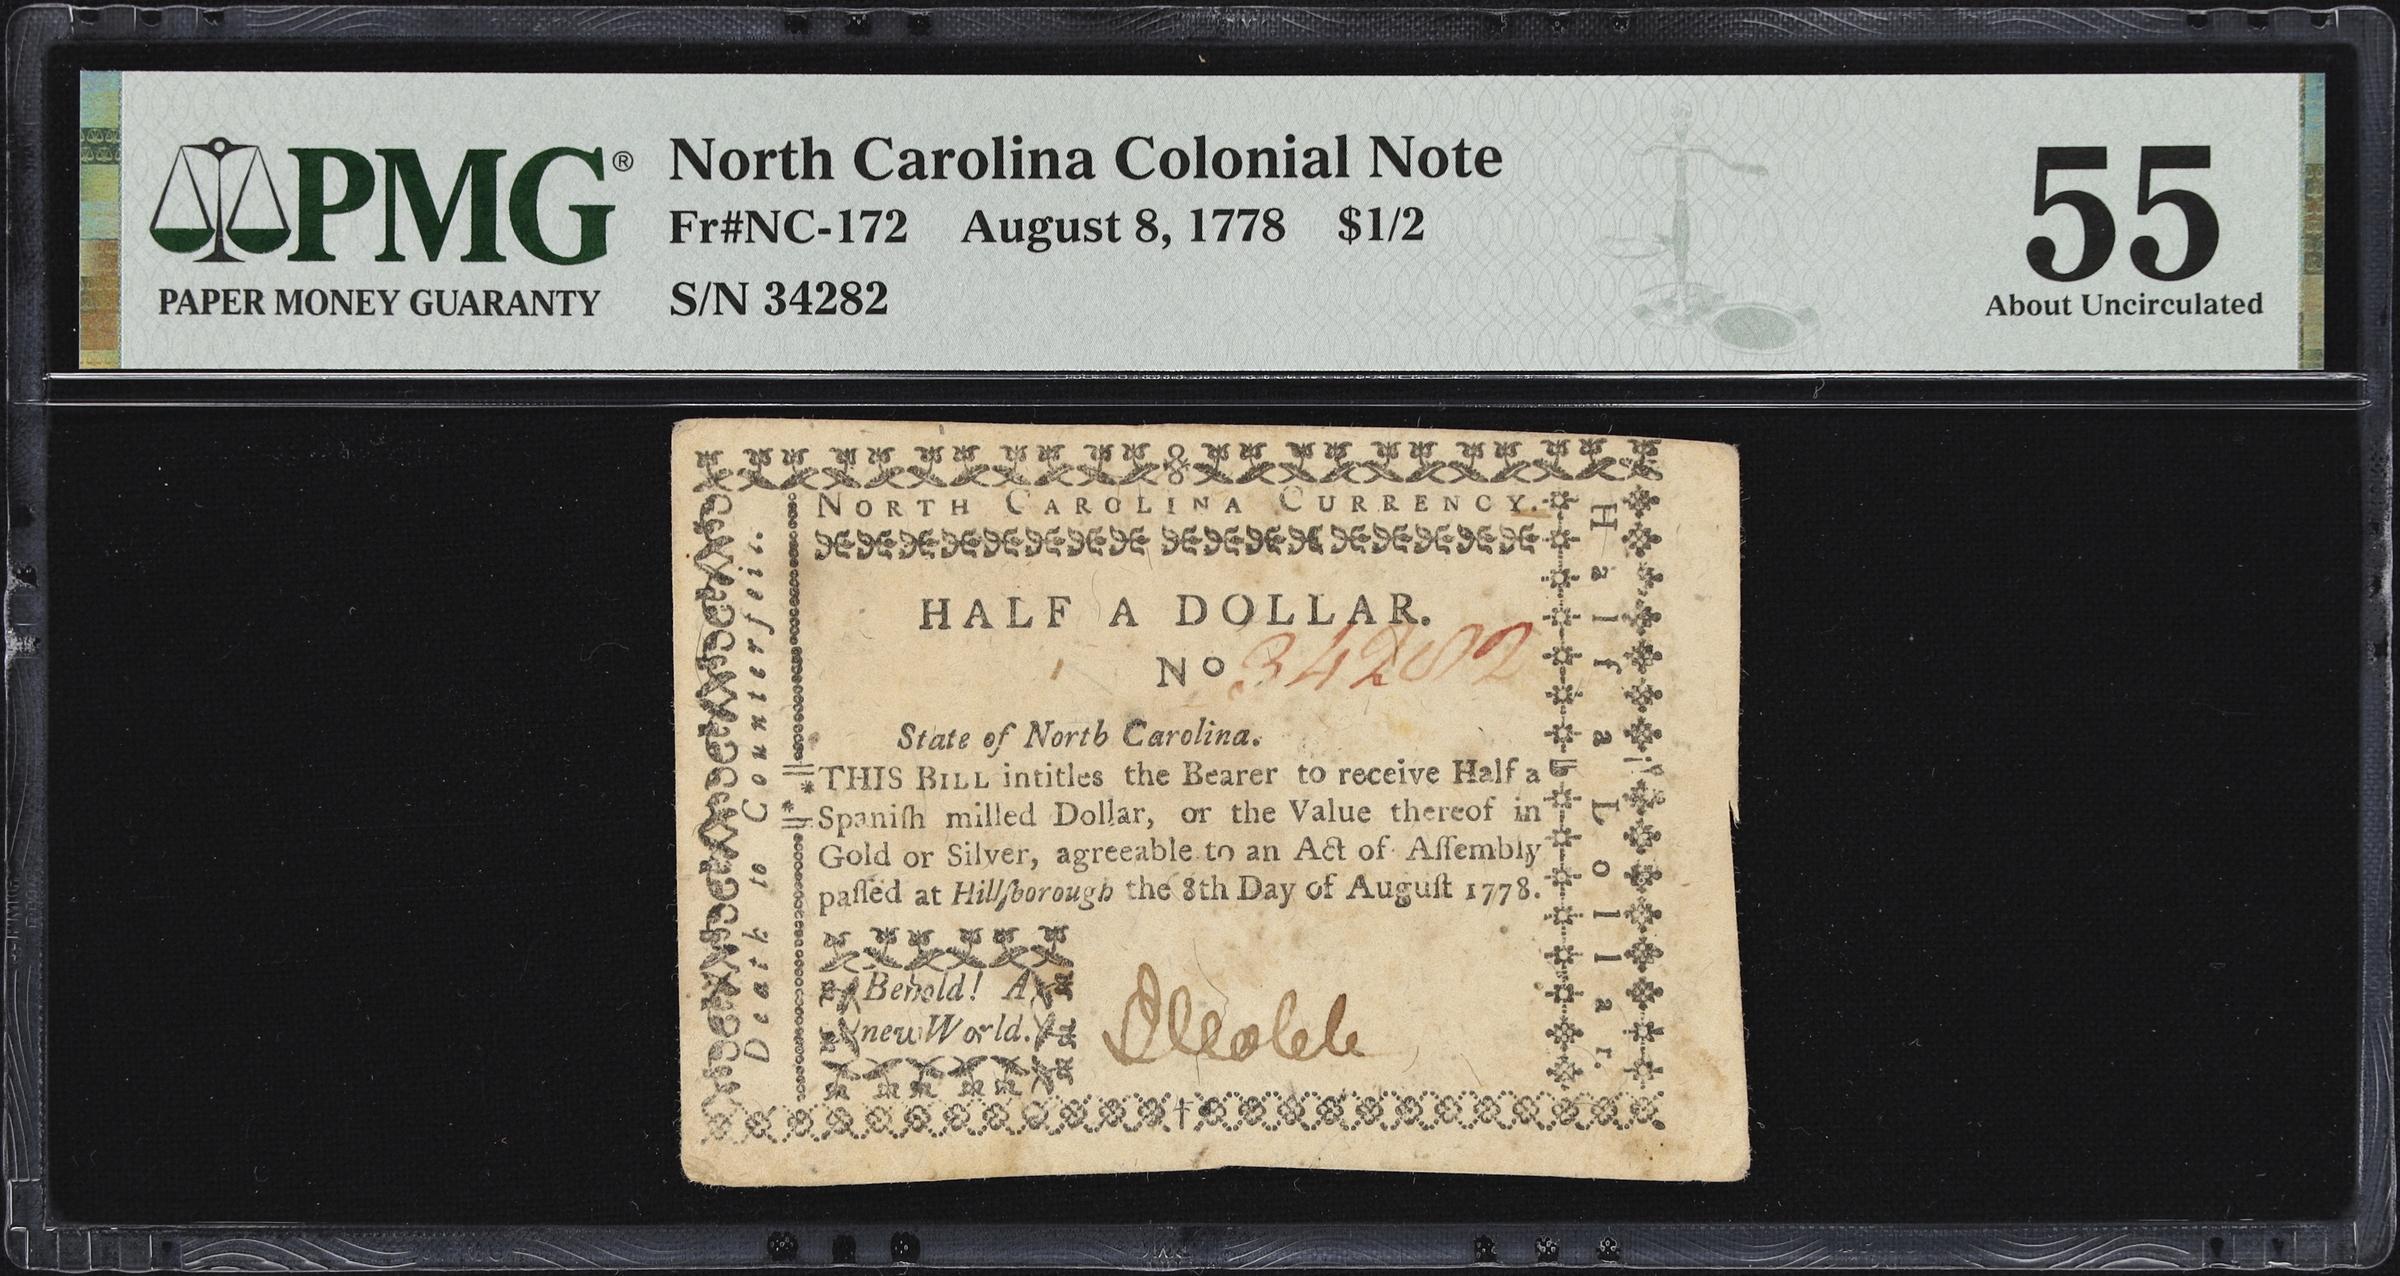 PMG®
PAPER MONEY GUARANTY
North Carolina Colonial Note
Fr#NC-172 August 8, 1778 $1/2
S/N 34282
55
About Uncirculated
NORTH CAROLINA CURRENCY.
HALF A DOLLAR.
No 34282
State of North Carolina.
THIS BILL intitles the Bearer to receive Half a
Spaniſh milled Dollar, or the Value thereof in
Gold or Silver, agreeable to an Act of Aſſembly
paſſed at Hillſborough the 8th Day of Auguſt 1778.
Behold! A
new World.
Death to Counterfeit.
Half a Lollar.